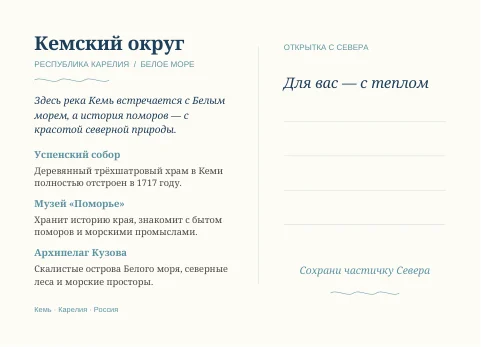 Кемский округ
РЕСПУБЛИКА КАРЕЛИЯ / БЕЛОЕ МОРЕ
Здесь река Кемь встречается с Белым
морем, а история поморов — с
красотой северной природы.
Успенский собор
Деревянный трёхшатровый храм в Кеми
полностью отстроен в 1717 году.
Музей «Поморье»
Хранит историю края, знакомит с бытом
поморов и морскими промыслами.
Архипелаг Кузова
Скалистые острова Белого моря, северные
леса и морские просторы.
Кемь · Карелия · Россия
ОТКРЫТКА С СЕВЕРА
Для вас — с теплом
Сохрани частичку Севера